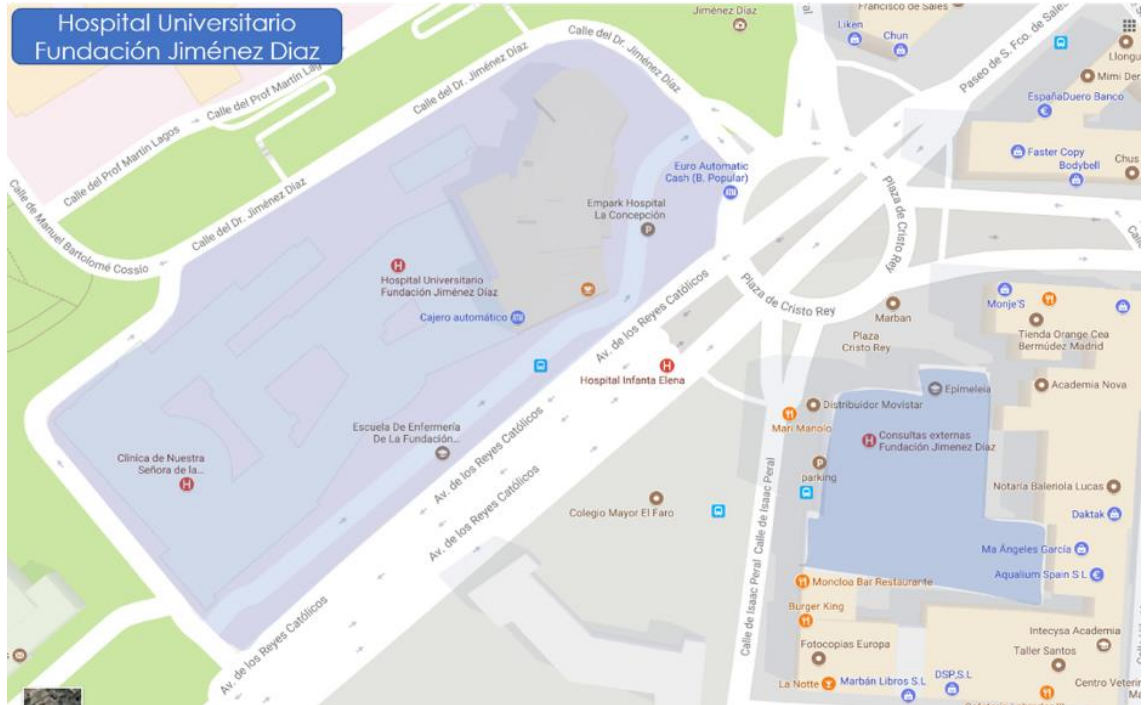 Hospital Universitario
Fundación Jiménez Diaz
Jiménez Díaz
Francisco de Sales
Liken
Chun
Paseo de S. Fco. de Sales
Mimi
EspañaDuero Banco
Faster Copy
Bodybell
Chus
Calle del Dr. Jiménez Díaz
Calle del Dr. Jiménez Díaz
Calle del Dr. Jiménez Díaz
Calle del Prof Martín Lagos
Calle del Prof Martín Lagos
Calle de Manuel Bartolomé Cossio
Euro Automatic
Cash (B. Popular)
Empark Hospital
La Concepción
Plaza de Cristo Rey
Plaza de Cristo Rey
Hospital Universitario
Fundación Jiménez Díaz
Cajero automático
Av. de los Reyes Católicos
Marban
Plaza
Cristo Rey
Monje'S
Tienda Orange Cea
Bermúdez Madrid
Hospital Infanta Elena
Epimeleia
Academia Nova
Distribuidor Movistar
Mari Manolo
Consultas externas
Fundación Jimenez Díaz
parking
Escuela De Enfermería
De La Fundación...
Av. de los Reyes Católicos
Av. de los Reyes Católicos
Clínica de Nuestra
Señora de la...
Colegio Mayor El Faro
Notaría Baleriola Lucas
Daktak
Ma Ángeles García
Aqualium Spain S L
Calle de Isaac Peral
Calle de Isaac Peral
Moncloa Bar Restaurante
Burger King
Fotocopias Europa
Intecysa Academia
Taller Santos
Av. de los Reyes Católicos
La Notte
Marbán Libros S.L
DSP,S.L
Centro